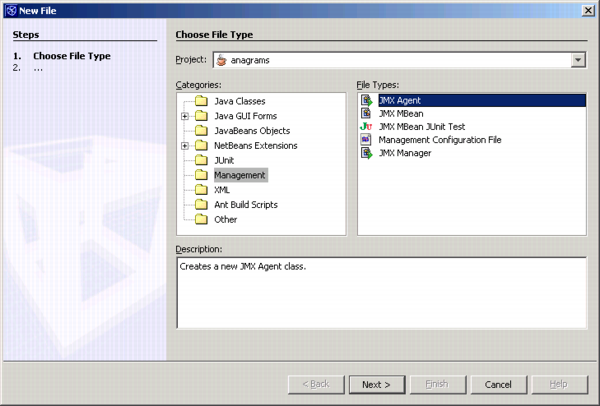 New File
Steps
1. Choose File Type
2. ...
Choose File Type
Project: anagrams
Categories:
Java Classes
Java GUI Forms
JavaBeans Objects
NetBeans Extensions
JUnit
Management
XML
Ant Build Scripts
Other
File Types:
JMX Agent
JMX MBean
JMX MBean JUnit Test
Management Configuration File
JMX Manager
Description:
Creates a new JMX Agent class.
< Back Next > Finish Cancel Help